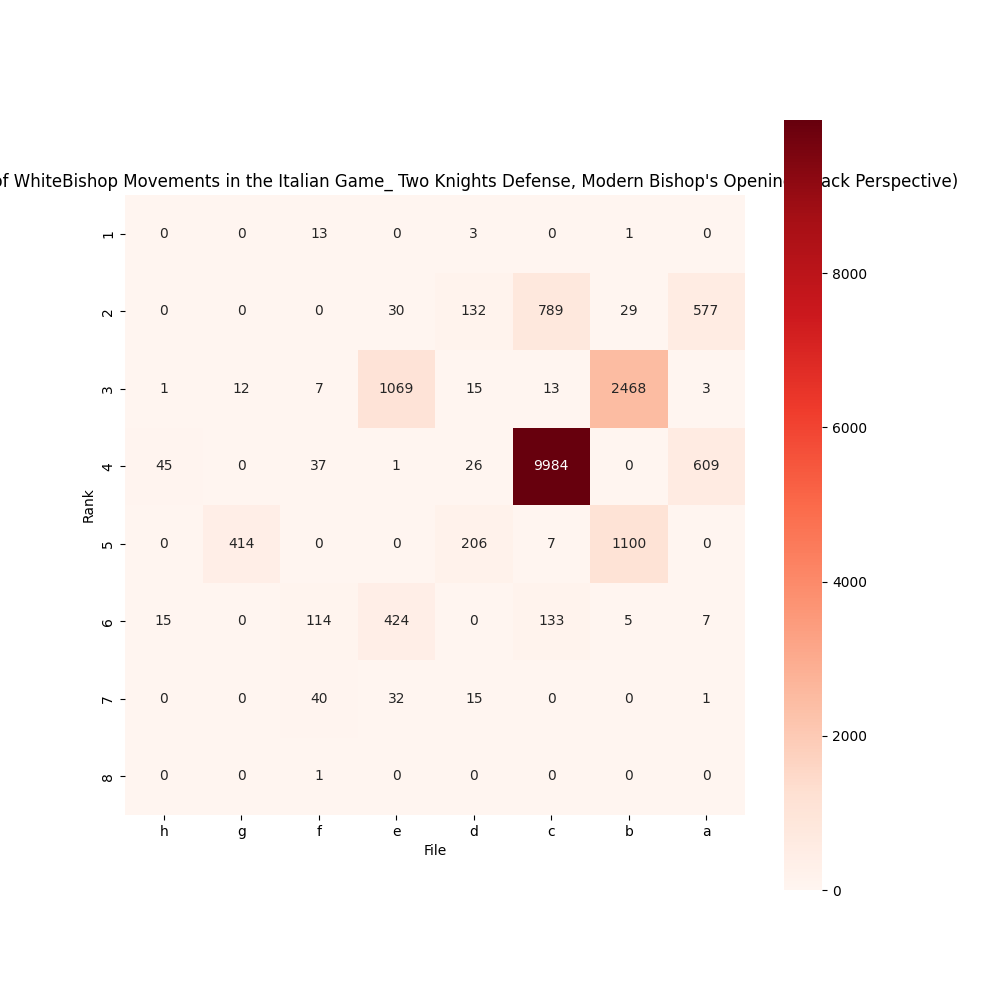 of WhiteBishop Movements in the Italian Game_ Two Knights Defense, Modern Bishop's Openin ack Perspective)
1 0 0 13 0 3 0 1 0
2 0 0 0 30 132 789 29 577
3 1 12 7 1069 15 13 2468 3
4 45 0 37 1 26 9984 0 609
5 0 414 0 0 206 7 1100 0
6 15 0 114 424 0 133 5 7
7 0 0 40 32 15 0 0 1
8 0 0 1 0 0 0 0 0
h g f e d c b a
File
Rank
8000
6000
4000
2000
0